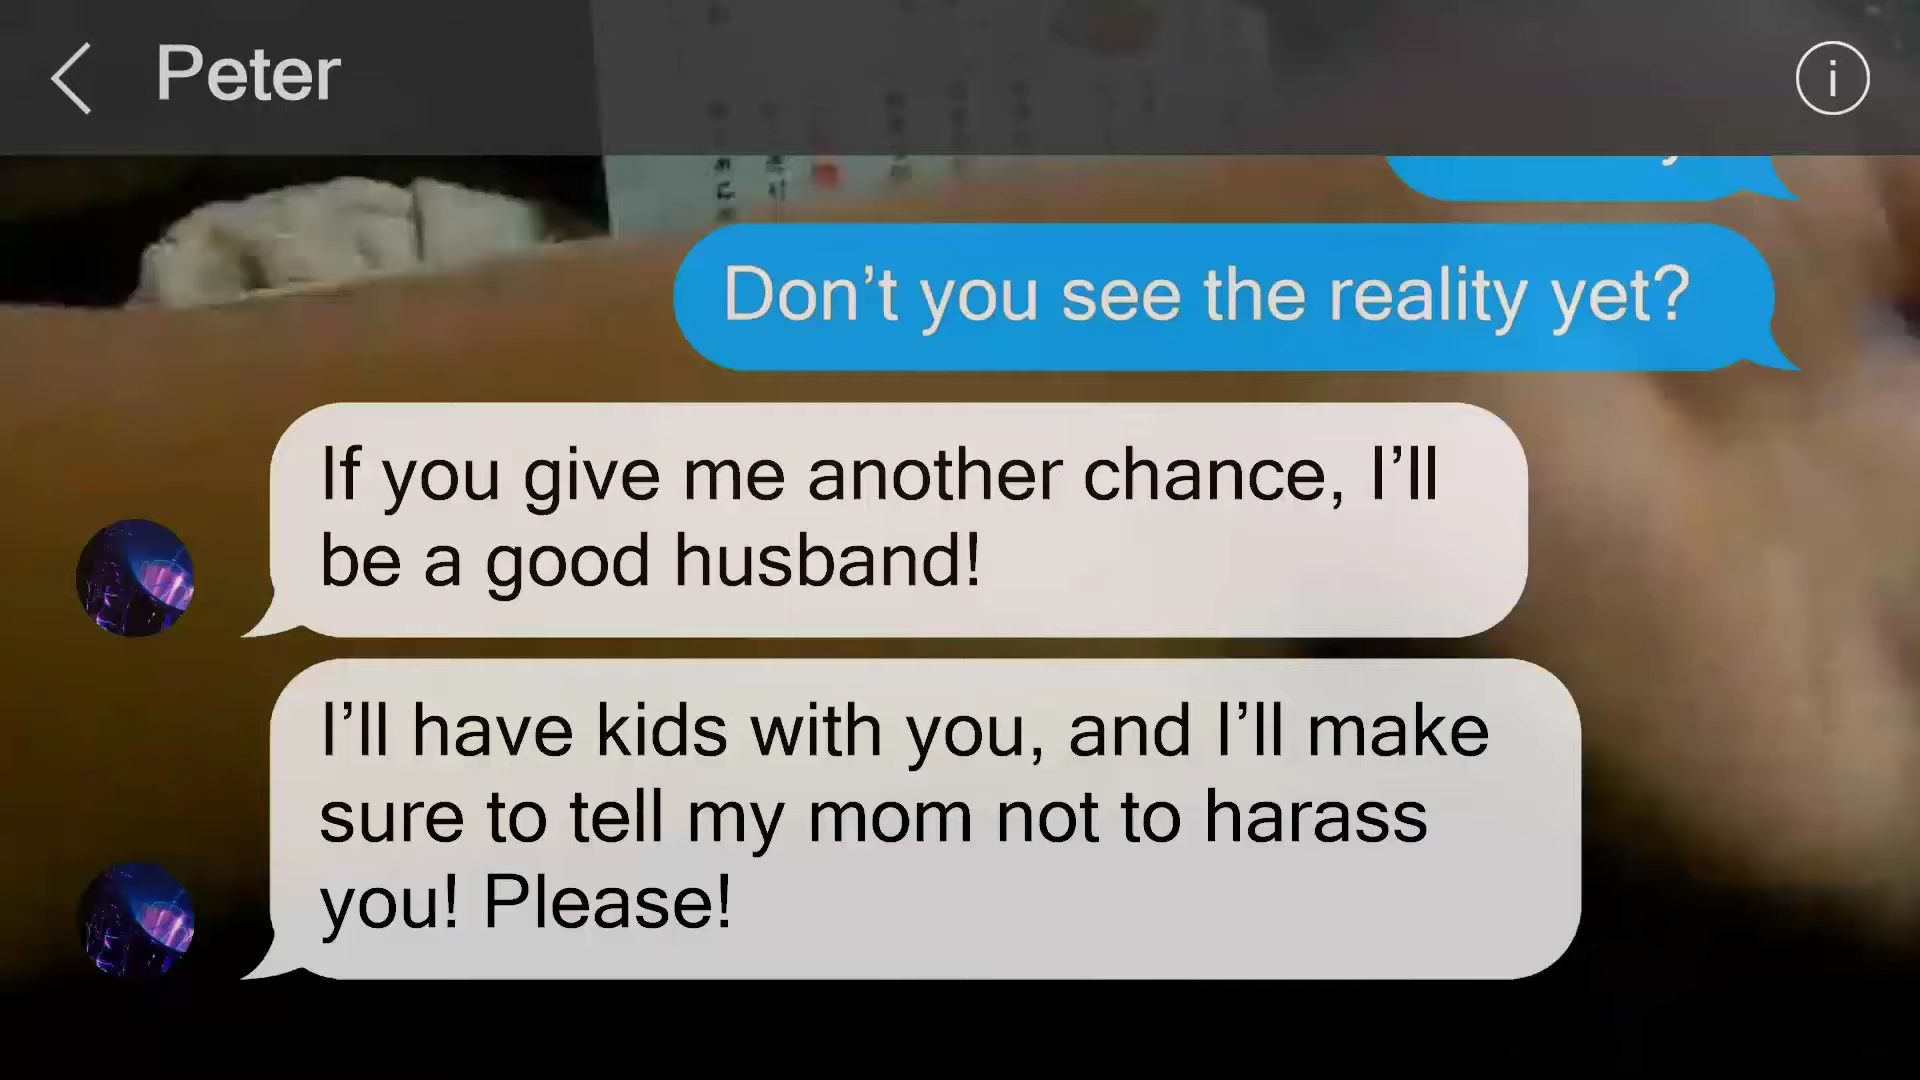 Peter
Don’t you see the reality yet?
If you give me another chance, I’ll
be a good husband!
I’ll have kids with you, and I’ll make
sure to tell my mom not to harass
you! Please!